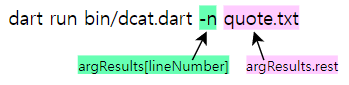 dart run bin/dcat.dart -n quote.txt
argResults[lineNumber] argResults.rest